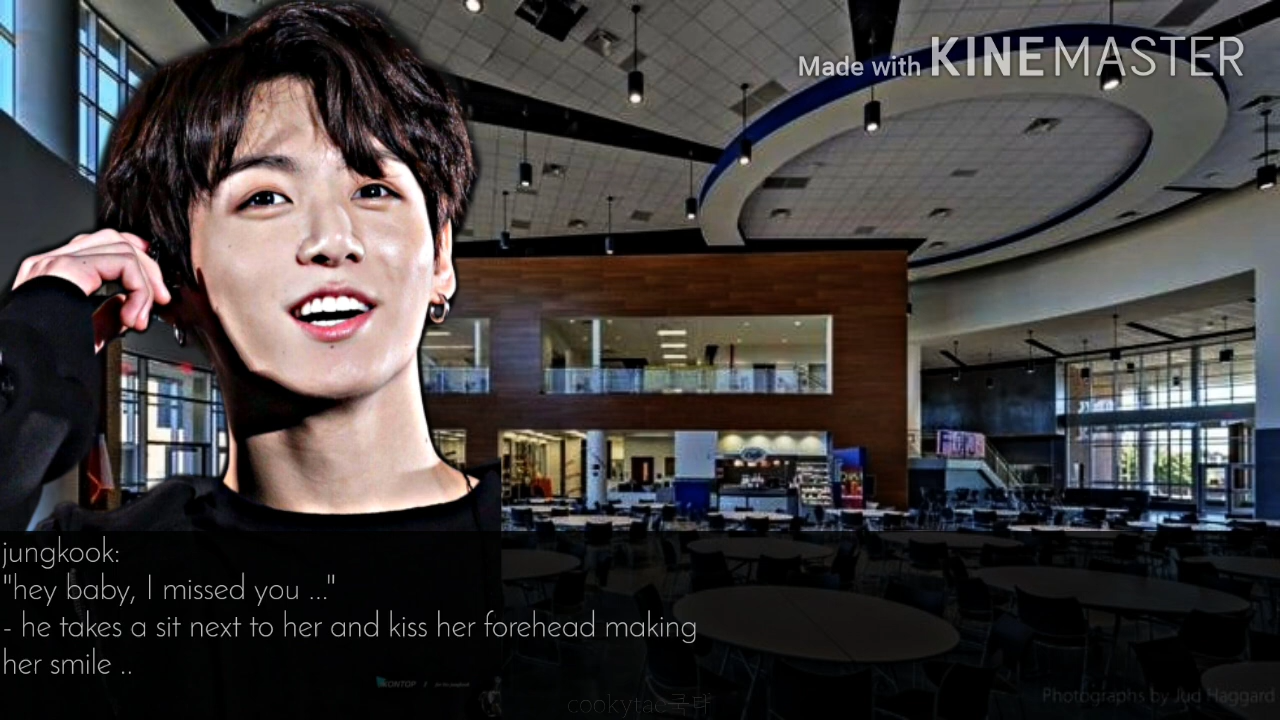 Made with KINEMASTER
jungkook:
"hey baby, I missed you ..."
- he takes a sit next to her and kiss her forehead making
her smile ..
cookytae국댜
Photographs by Jud Haggard